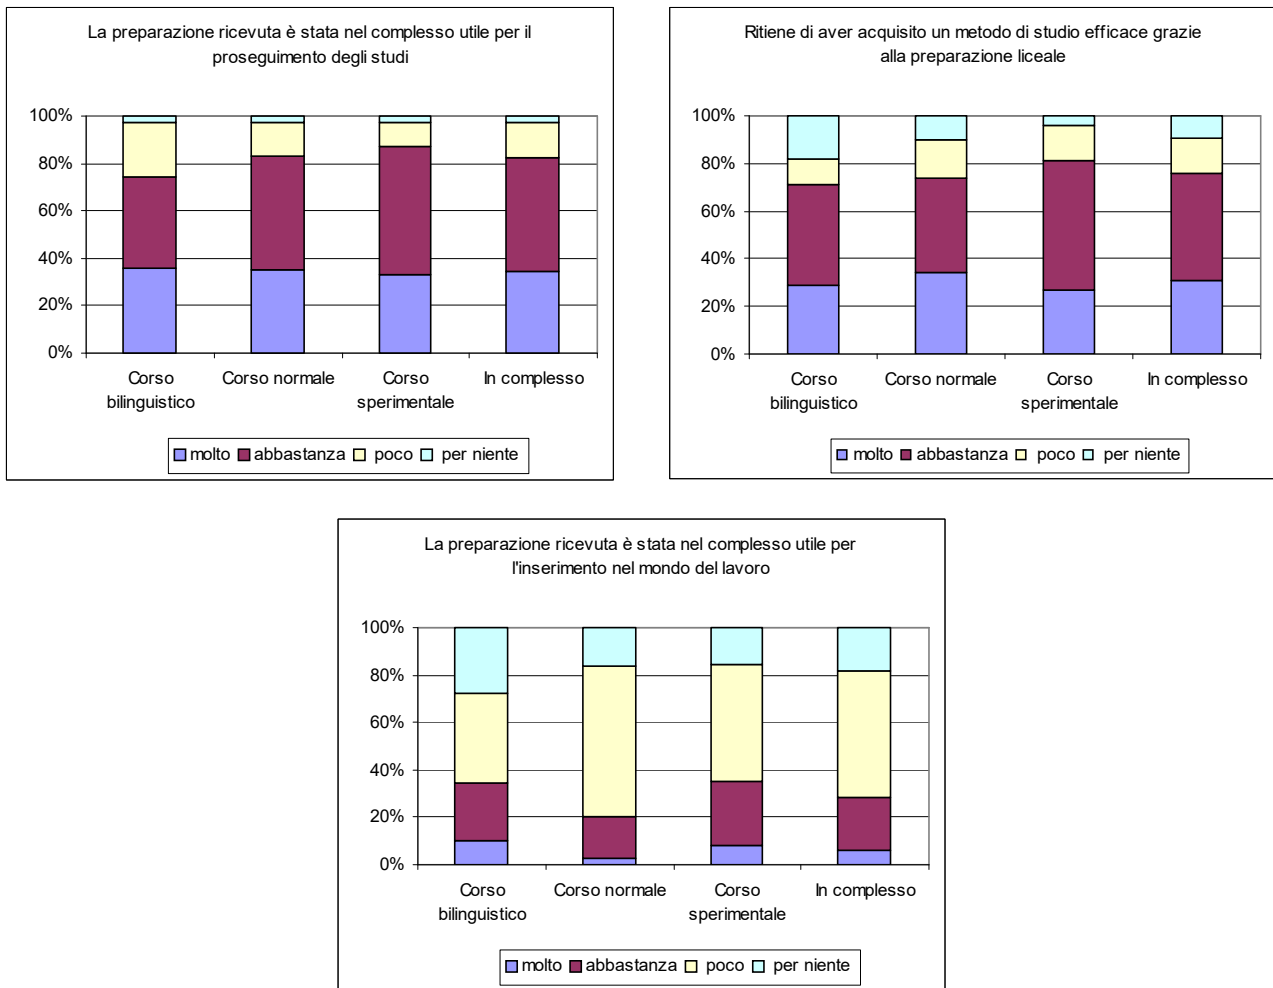 La preparazione ricevuta è stata nel complesso utile per il
proseguimento degli studi
100%
80%
60%
40%
20%
0%
Corso
bilinguistico
Corso normale
Corso
sperimentale
In complesso
molto abbastanza poco per niente
Ritiene di aver acquisito un metodo di studio efficace grazie
alla preparazione liceale
100%
80%
60%
40%
20%
0%
Corso
bilinguistico
Corso normale
Corso
sperimentale
In complesso
molto abbastanza poco per niente
La preparazione ricevuta è stata nel complesso utile per
l'inserimento nel mondo del lavoro
100%
80%
60%
40%
20%
0%
Corso
bilinguistico
Corso normale
Corso
sperimentale
In complesso
molto abbastanza poco per niente